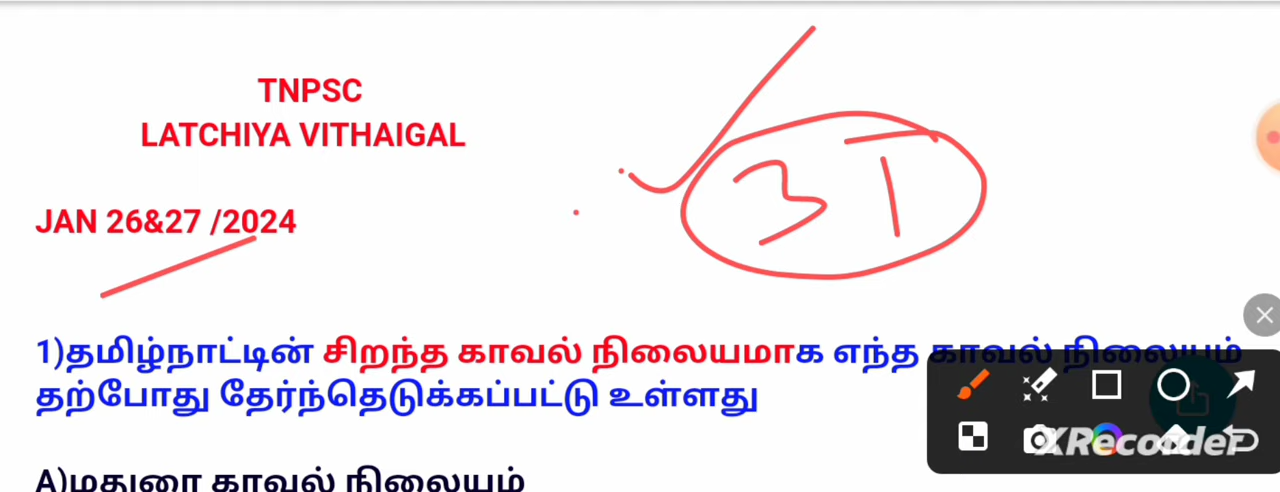 TNPSC
LATCHIYA VITHAIGAL
31
JAN 26&27 /2024
1)தமிழ்நாட்டின் சிறந்த காவல் நிலையமாக எந்த காவல் நிலையம்
தற்போது தேர்ந்தெடுக்கப்பட்டு உள்ளது
XRecorder
A)மதுரை காவல் நிலையம்